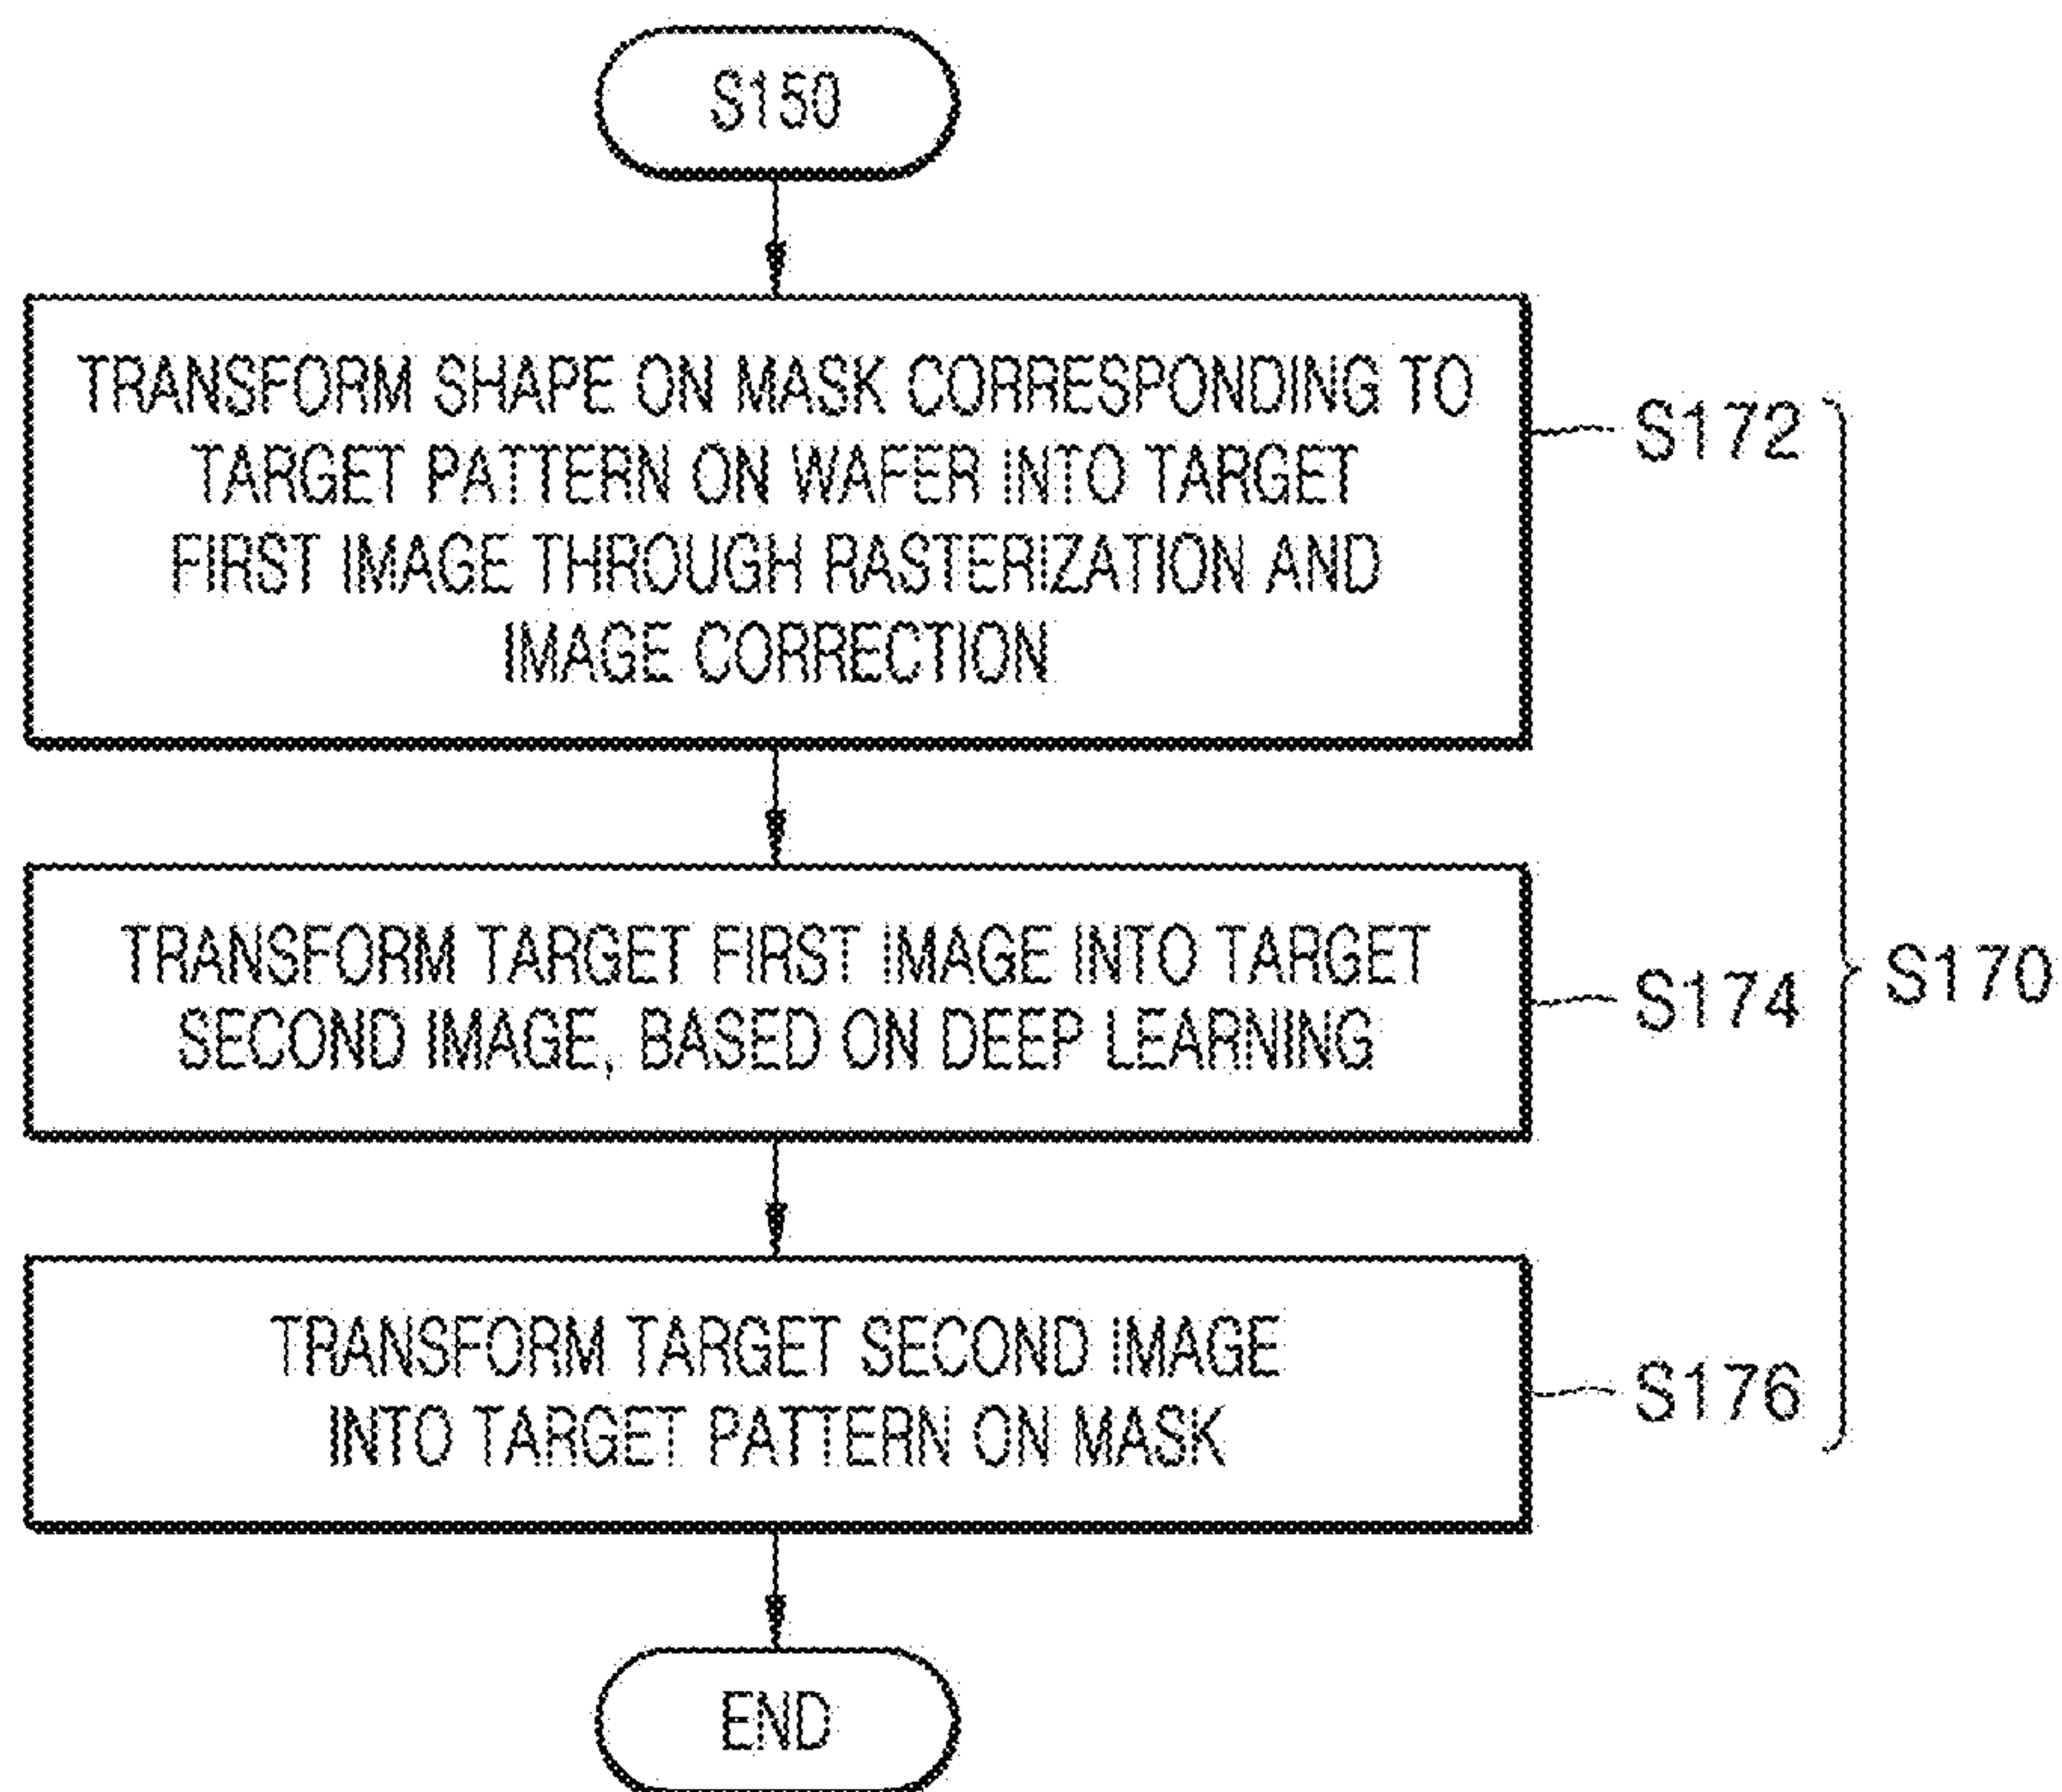 S150
TRANSFORM SHAPE ON MASK CORRESPONDING TO
TARGET PATTERN ON WAFER INTO TARGET
FIRST IMAGE THROUGH RASTERIZATION AND
IMAGE CORRECTION
S172
TRANSFORM TARGET FIRST IMAGE INTO TARGET
SECOND IMAGE, BASED ON DEEP LEARNING
S174
S170
TRANSFORM TARGET SECOND IMAGE
INTO TARGET PATTERN ON MASK
S176
END